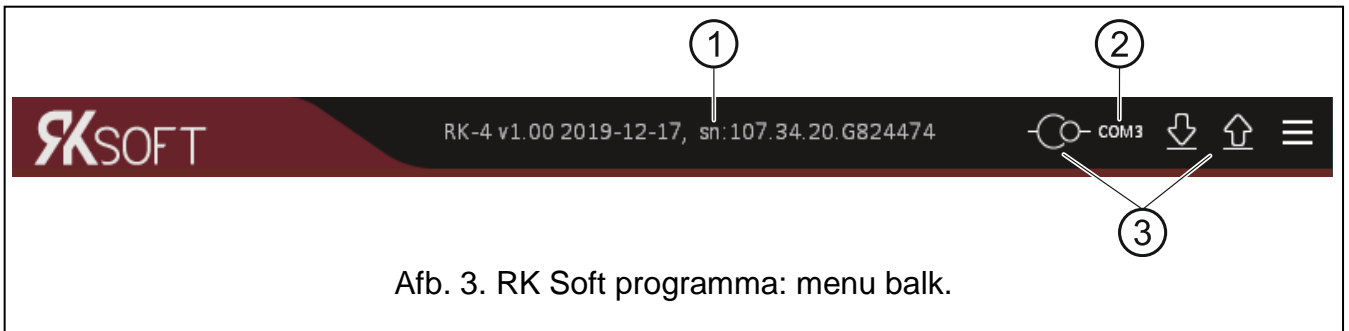 1
2
RKSOFT
RK-4 v1.00 2019-12-17, sn:107.34.20.G824474
COM3
3
Afb. 3. RK Soft programma: menu balk.